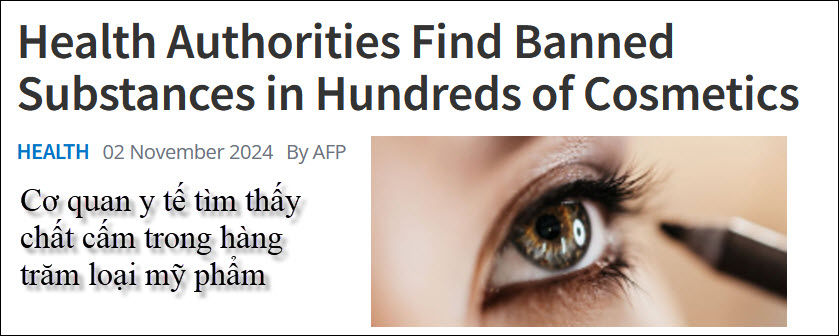 Health Authorities Find Banned
Substances in Hundreds of Cosmetics
HEALTH 02 November 2024 By AFP
Cơ quan y tế tìm thấy
chất cấm trong hàng
trăm loại mỹ phẩm